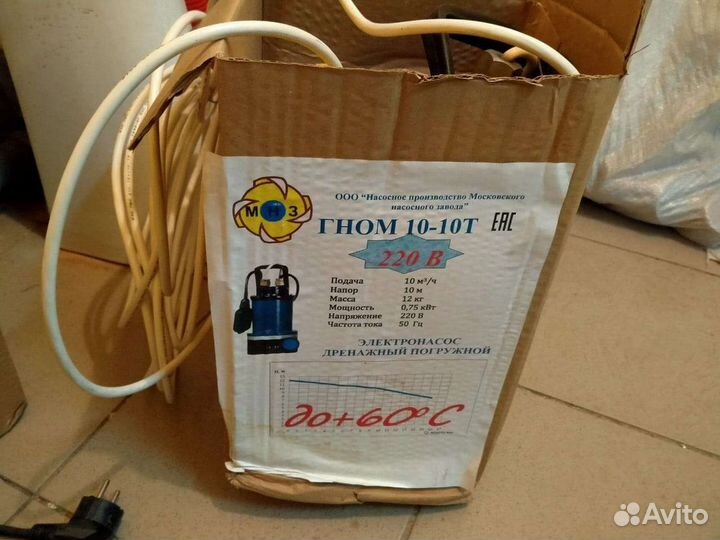 МНЗ
ООО "Насосное производство Московского
насосного завода"
ГНОМ 10-10Т
EAC
220 В
Подача 10 м³/ч
Напор 10 м
Масса 12 кг
Мощность 0,75 кВт
Напряжение 220 В
Частота тока 50 Гц
ЭЛЕКТРОНАСОС
ДРЕНАЖНЫЙ ПОГРУЖНОЙ
H, м
до+60°C
Avito